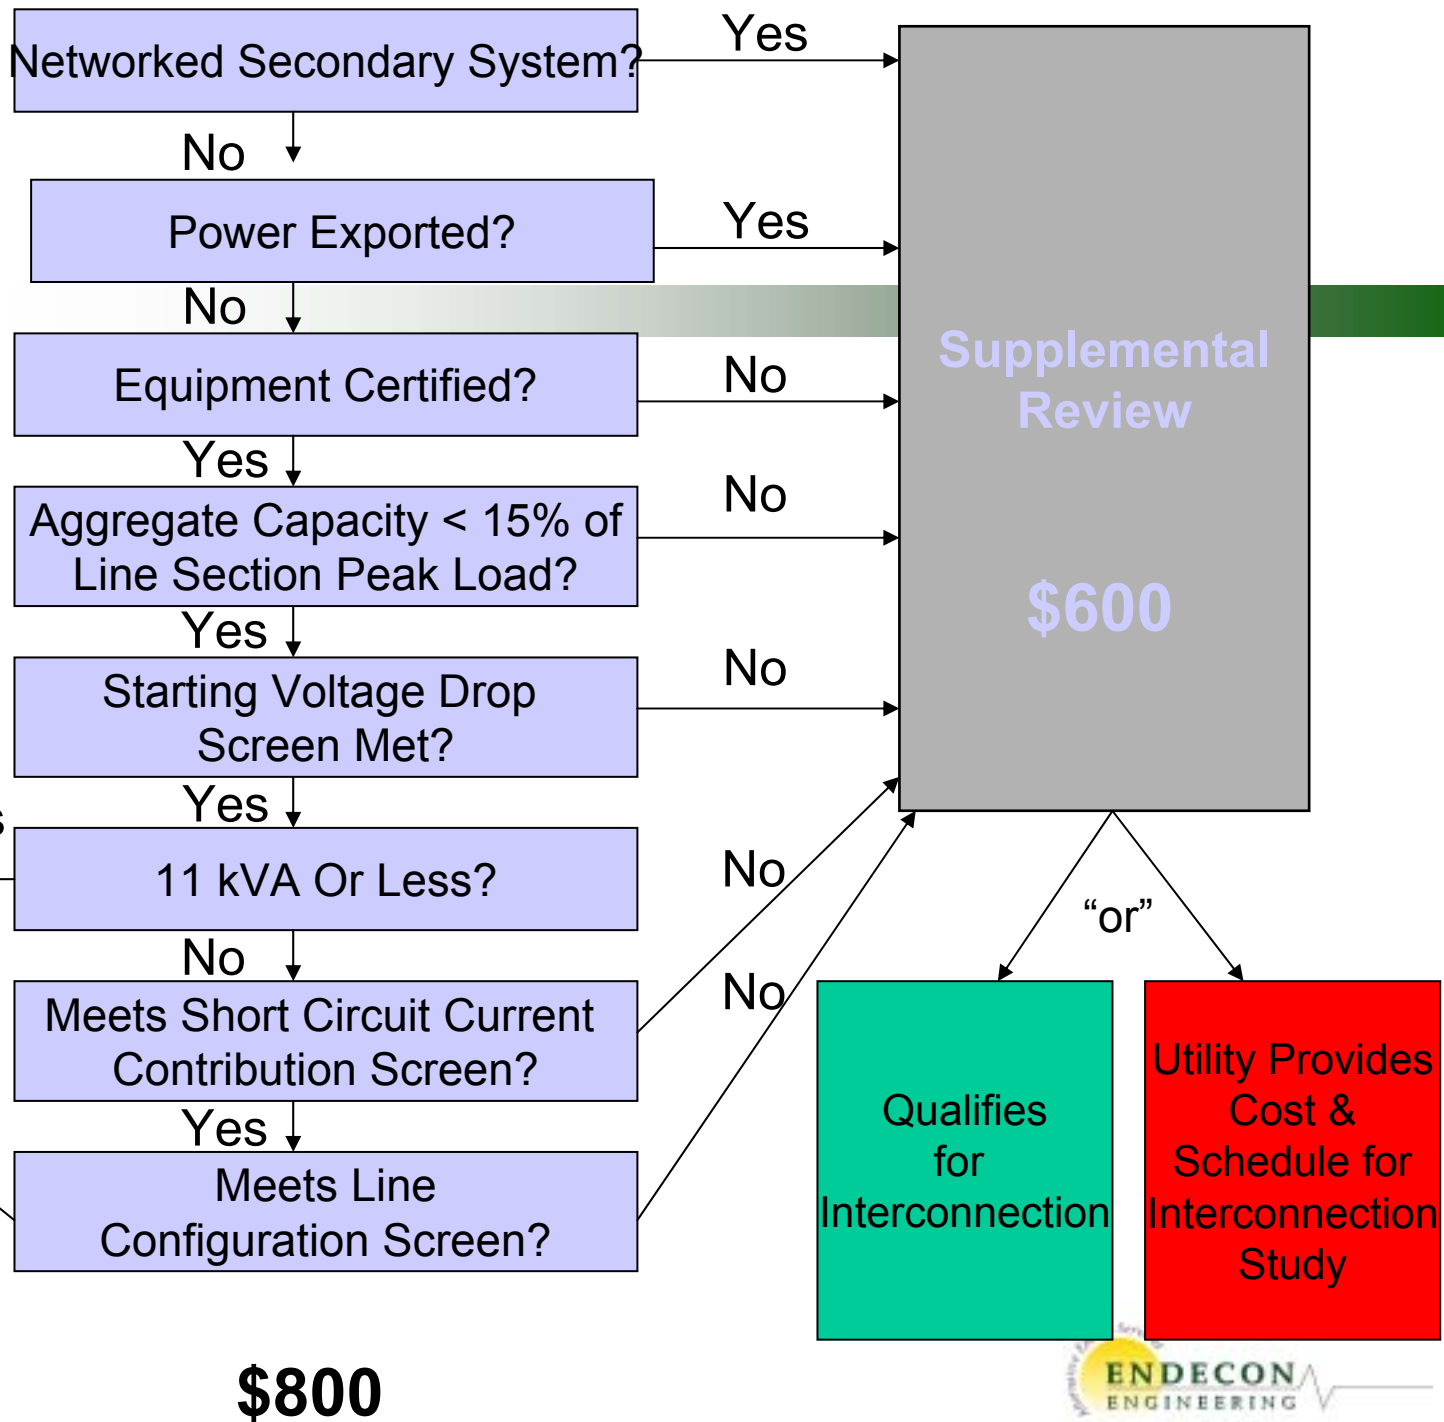 Networked Secondary System?
Yes
No
Power Exported?
Yes
No
Equipment Certified?
No
Yes
Aggregate Capacity < 15% of
Line Section Peak Load?
No
Yes
Starting Voltage Drop
Screen Met?
No
Yes
11 kVA Or Less?
No
Meets Short Circuit Current
Contribution Screen?
No
Yes
Meets Line
Configuration Screen?
No
$800
Supplemental
Review
$600
“or”
Qualifies
for
Interconnection
Utility Provides
Cost &
Schedule for
Interconnection
Study
ENDECON
ENGINEERING